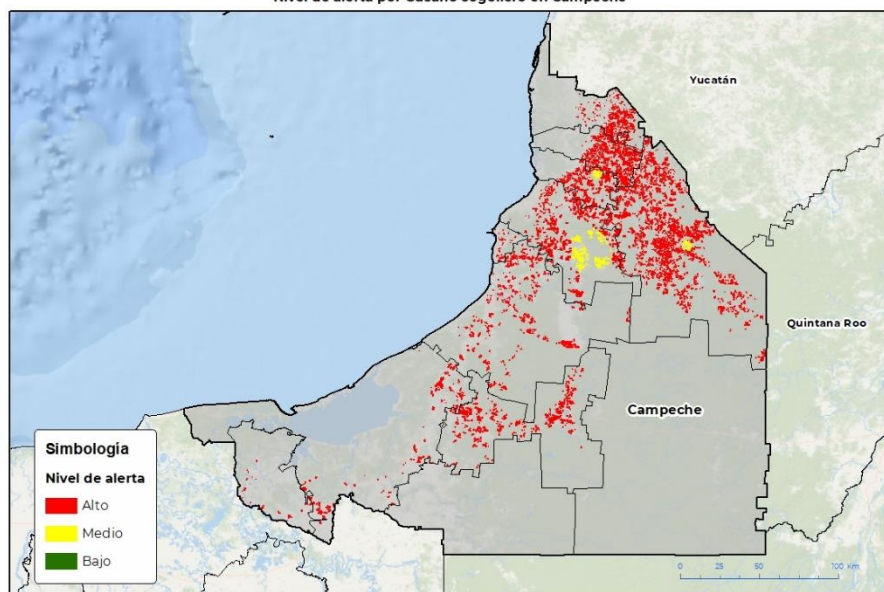 Nivel de alerta por Gusano cogollero en Campeche
Yucatán
Quintana Roo
Campeche
Simbología
Nivel de alerta
Alto
Medio
Bajo
0 25 50 100 Km